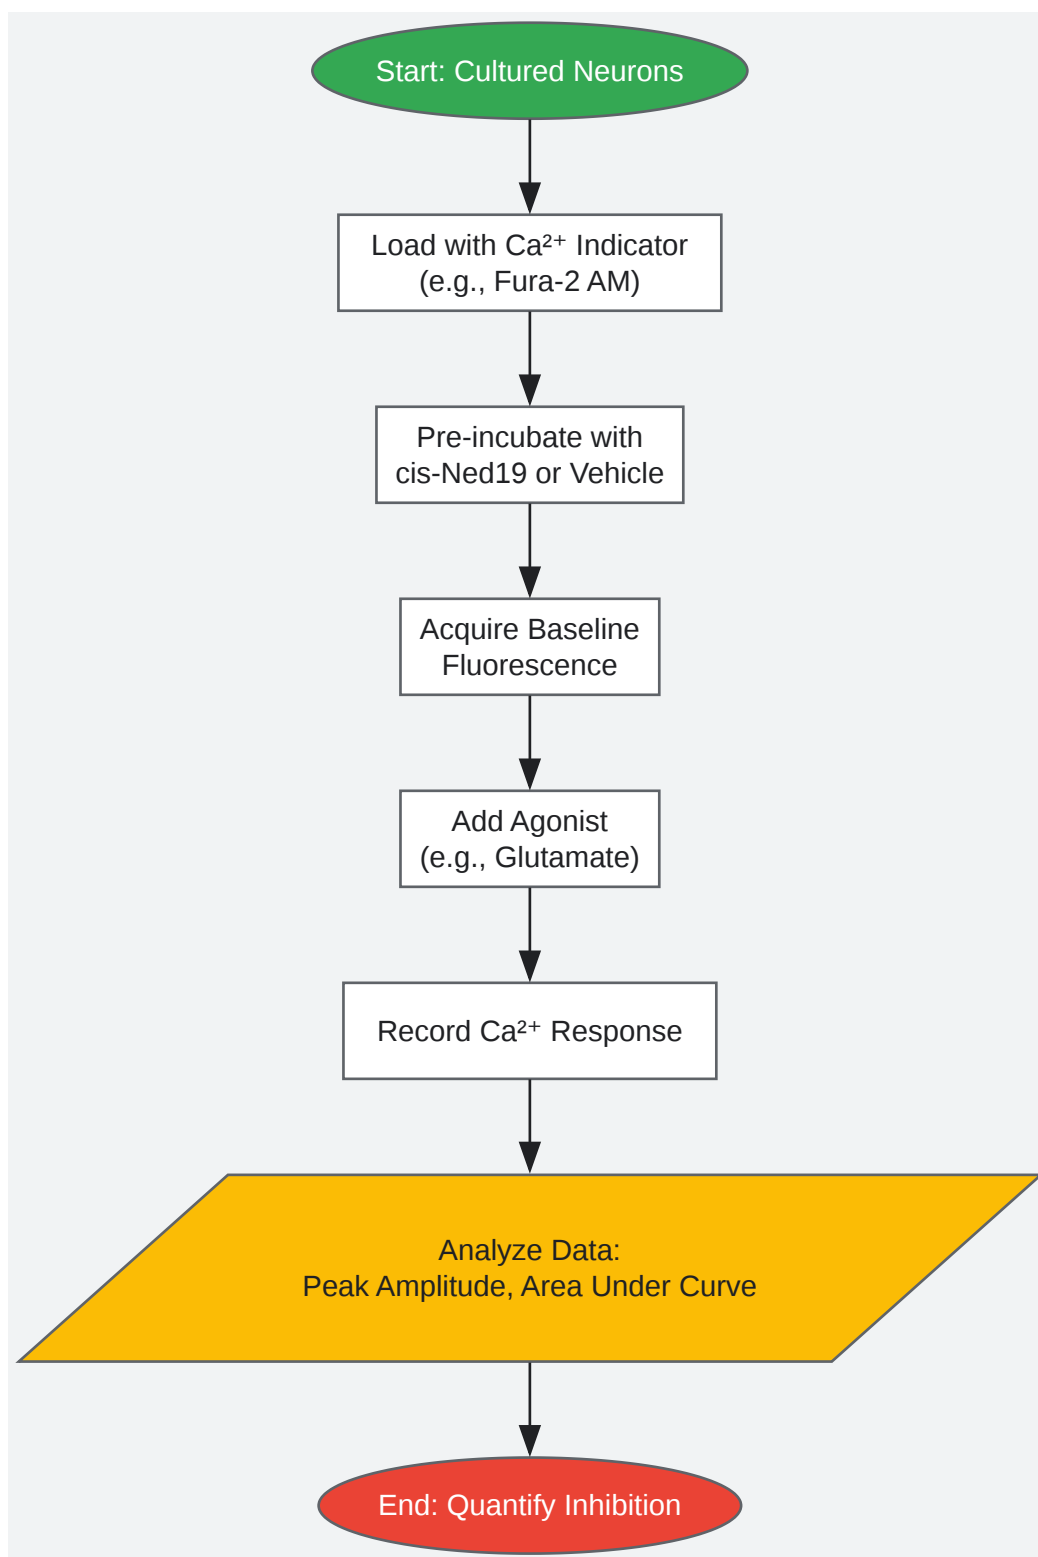 Start: Cultured Neurons
Load with Ca²⁺ Indicator
(e.g., Fura-2 AM)
Pre-incubate with
cis-Ned19 or Vehicle
Acquire Baseline
Fluorescence
Add Agonist
(e.g., Glutamate)
Record Ca²⁺ Response
Analyze Data:
Peak Amplitude, Area Under Curve
End: Quantify Inhibition